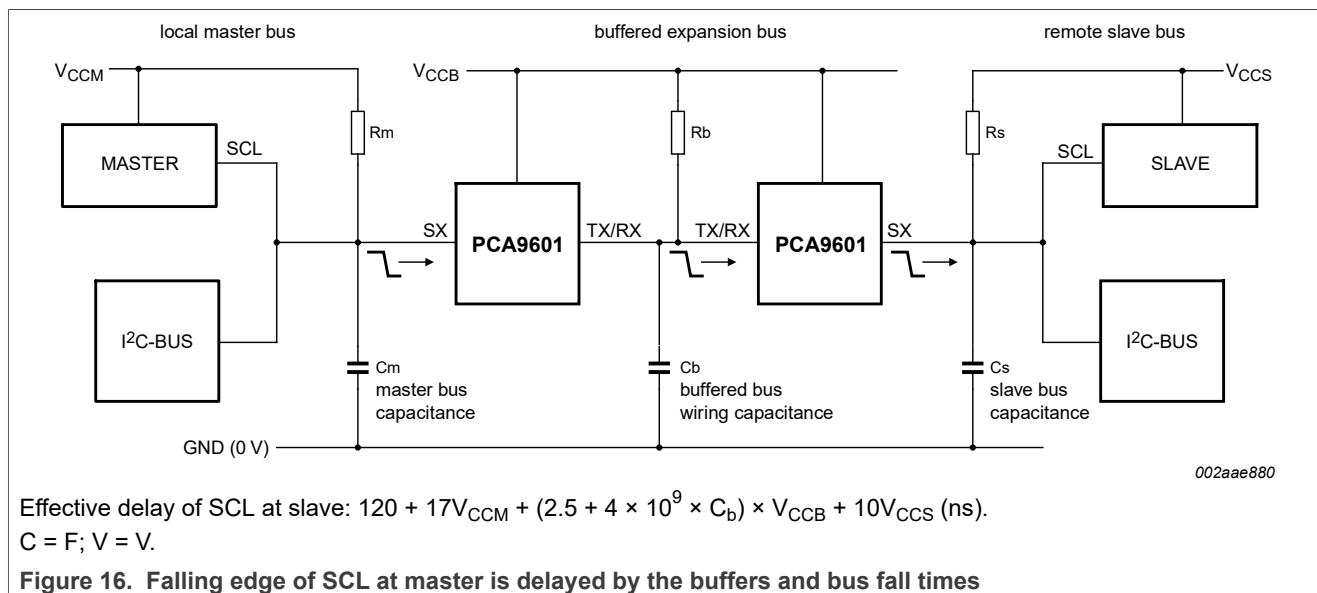 local master bus
buffered expansion bus
remote slave bus
VCCM
VCCB
VCCS
Rm
Rb
Rs
MASTER
SCL
SCL
SLAVE
SX
PCA9601
TX/RX
TX/RX
PCA9601
SX
I²C-BUS
I²C-BUS
Cm
master bus
capacitance
Cb
buffered bus
wiring capacitance
Cs
slave bus
capacitance
GND (0 V)
002aae880
Effective delay of SCL at slave: 120 + 17VCCM + (2.5 + 4 × 10⁹ × Cb) × VCCB + 10VCCS (ns).
C = F; V = V.
Figure 16. Falling edge of SCL at master is delayed by the buffers and bus fall times